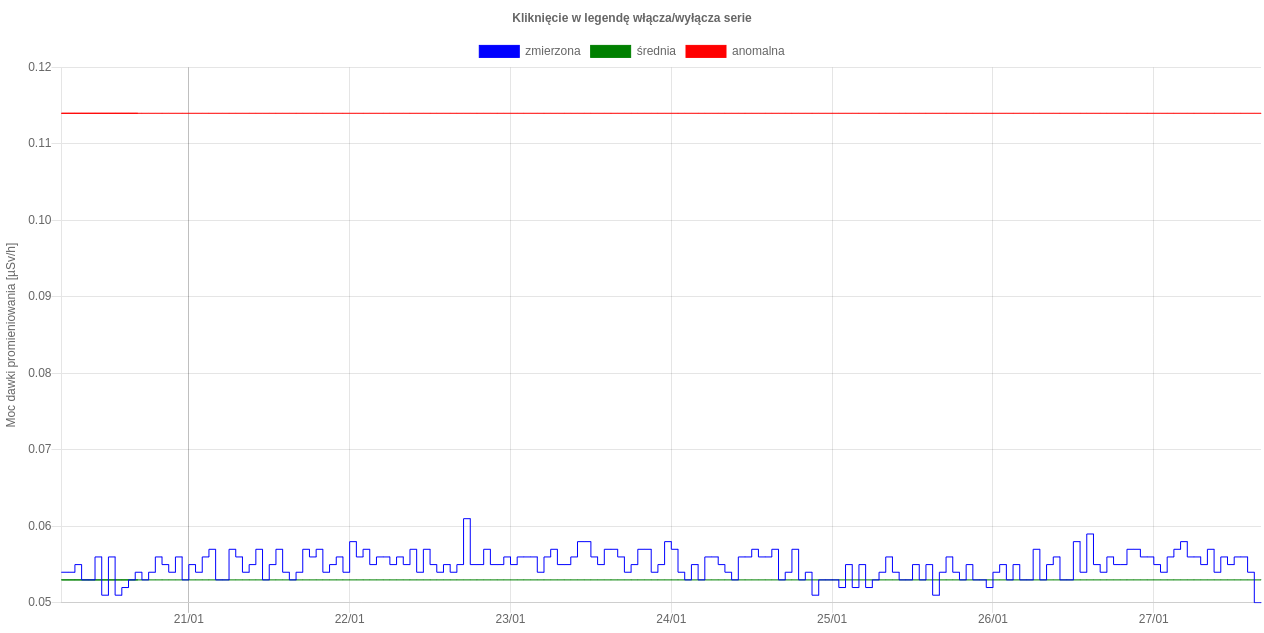 Kliknięcie w legendę włącza/wyłącza serie
zmierzona średnia anomalna
Moc dawki promieniowania [µSv/h]
0.12
0.11
0.10
0.09
0.08
0.07
0.06
0.05
21/01 22/01 23/01 24/01 25/01 26/01 27/01